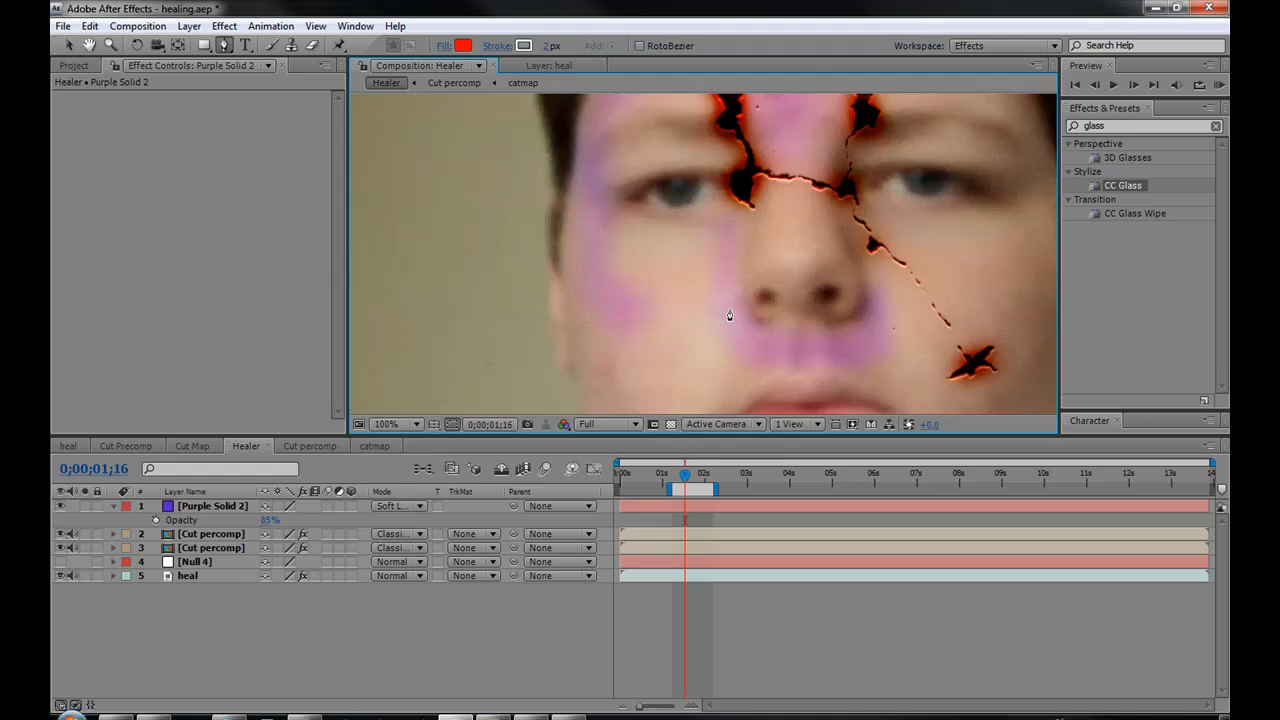 Adobe After Effects - healing.aep *
File Edit Composition Layer Effect Animation View Window Help
Fill: Stroke: 2 px Add: RotoBezier Workspace: Effects Search Help
Project Effect Controls: Purple Solid 2 Composition: Healer Layer: heal Preview
Healer • Purple Solid 2 Healer Cut percomp catmap
Effects & Presets
glass
Perspective
3D Glasses
Stylize
CC Glass
Transition
CC Glass Wipe
100% 0;00;01;16 Full Active Camera 1 View +0.0 Character
heal Cut Precomp Cut Map Healer Cut percomp catmap
0;00;01;16 0:00s 01s 02s 03s 04s 05s 06s 07s 08s 09s 10s 11s 12s 13s 14
# Layer Name Mode T TrkMat Parent
1 [Purple Solid 2] Soft L... None
Opacity 85%
2 [Cut percomp] fx Classi... None None
3 [Cut percomp] fx Classi... None None
4 [Null 4] Normal None None
5 heal fx Normal None None